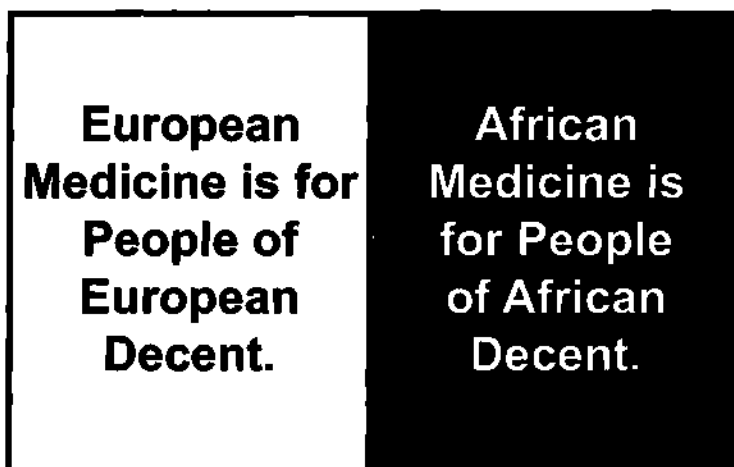 European
Medicine is for
People of
European
Decent.
African
Medicine is
for People
of African
Decent.